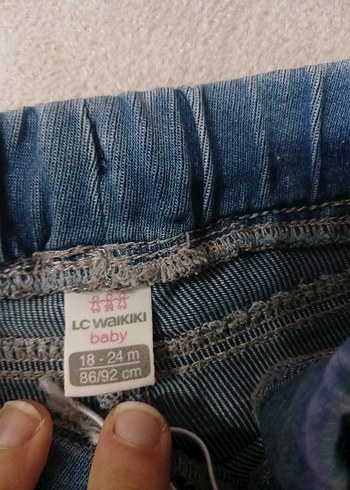 LC WAIKIKI
baby
18 - 24 m
86/92 cm